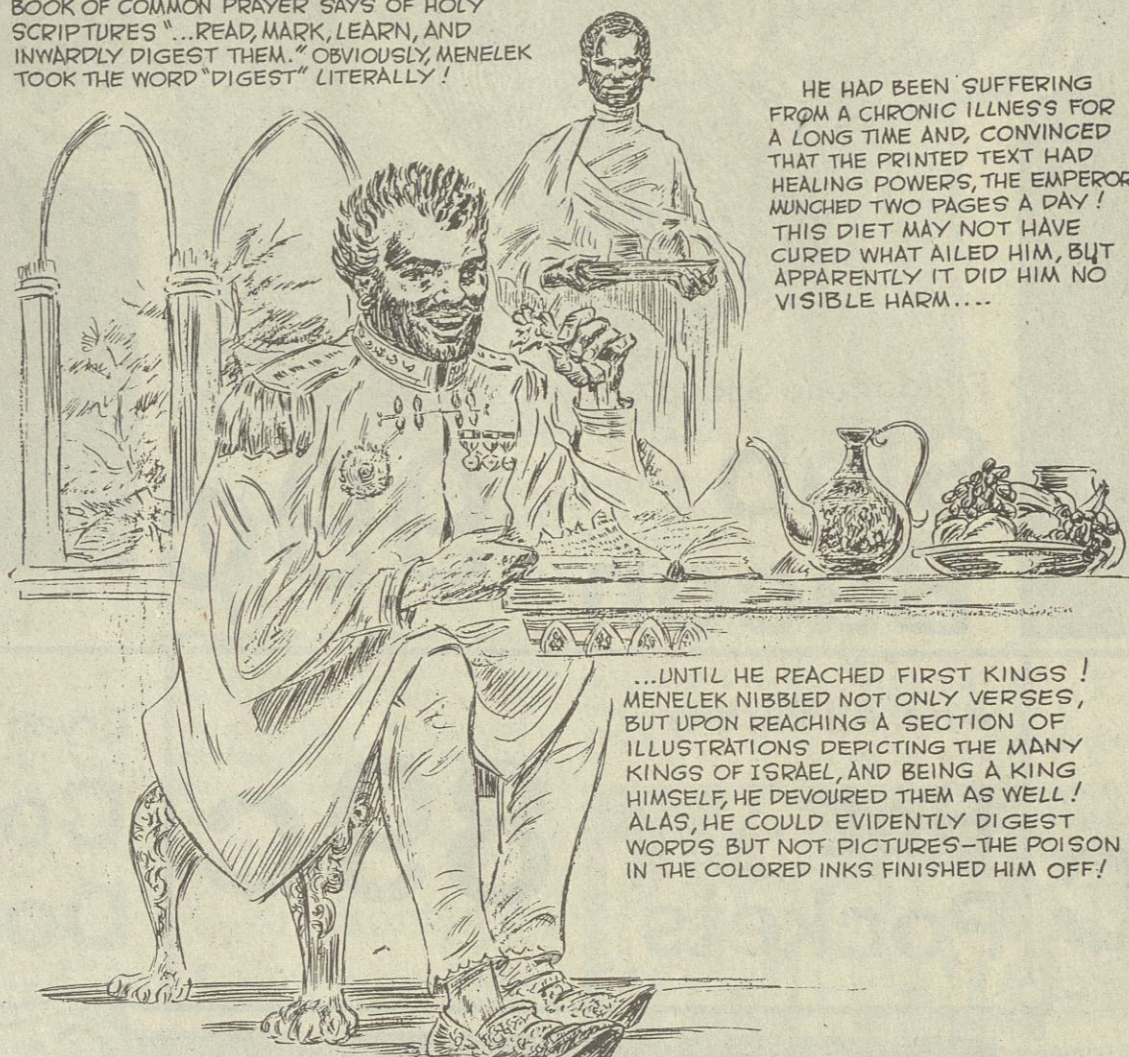 BOOK OF COMMON PRAYER SAYS OF HOLY
SCRIPTURES "...READ, MARK, LEARN, AND
INWARDLY DIGEST THEM." OBVIOUSLY, MENELEK
TOOK THE WORD "DIGEST" LITERALLY!
HE HAD BEEN SUFFERING
FROM A CHRONIC ILLNESS FOR
A LONG TIME AND, CONVINCED
THAT THE PRINTED TEXT HAD
HEALING POWERS, THE EMPEROR
MUNCHED TWO PAGES A DAY!
THIS DIET MAY NOT HAVE
CURED WHAT AILED HIM, BUT
APPARENTLY IT DID HIM NO
VISIBLE HARM....
...UNTIL HE REACHED FIRST KINGS!
MENELEK NIBBLED NOT ONLY VERSES,
BUT UPON REACHING A SECTION OF
ILLUSTRATIONS DEPICTING THE MANY
KINGS OF ISRAEL, AND BEING A KING
HIMSELF, HE DEVOURED THEM AS WELL!
ALAS, HE COULD EVIDENTLY DIGEST
WORDS BUT NOT PICTURES-THE POISON
IN THE COLORED INKS FINISHED HIM OFF!